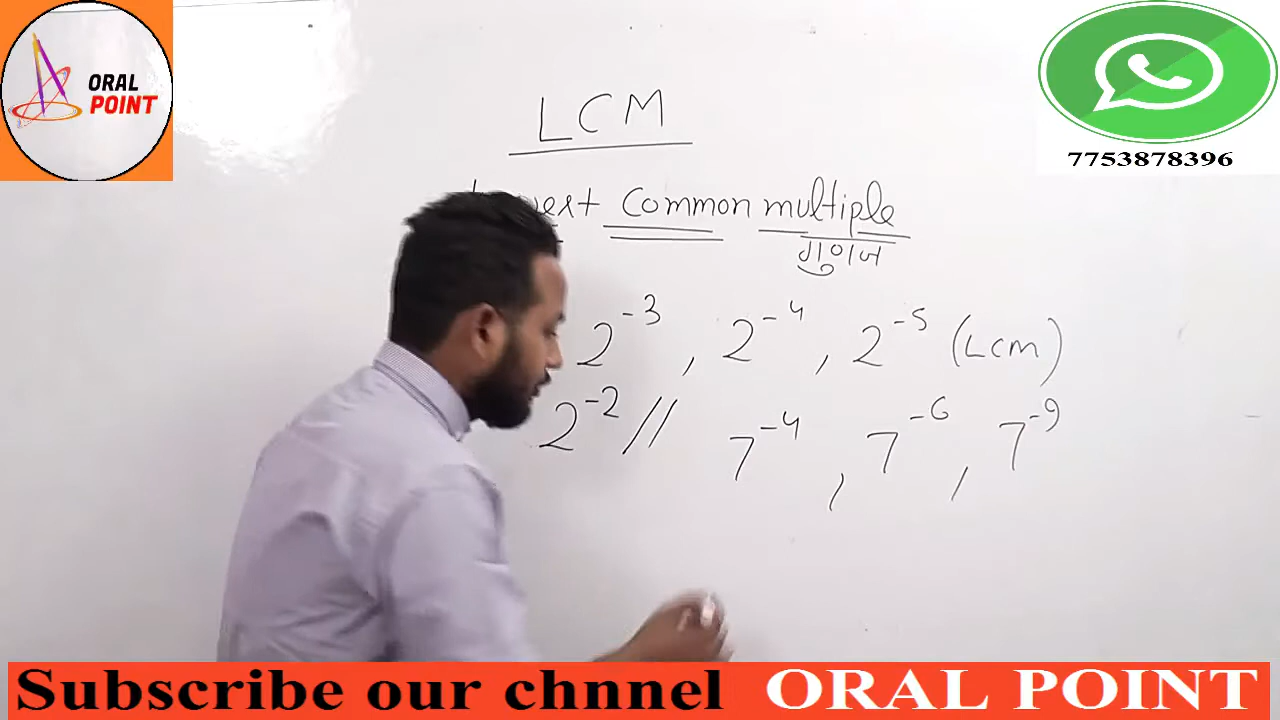 ORAL
POINT
7753878396
LCM
Common multiple
गुणज
2⁻³ , 2⁻⁴ , 2⁻⁵ (LCM)
2⁻² //
7⁻⁴ , 7⁻⁶ , 7⁻⁹
Subscribe our chnnel ORAL POINT